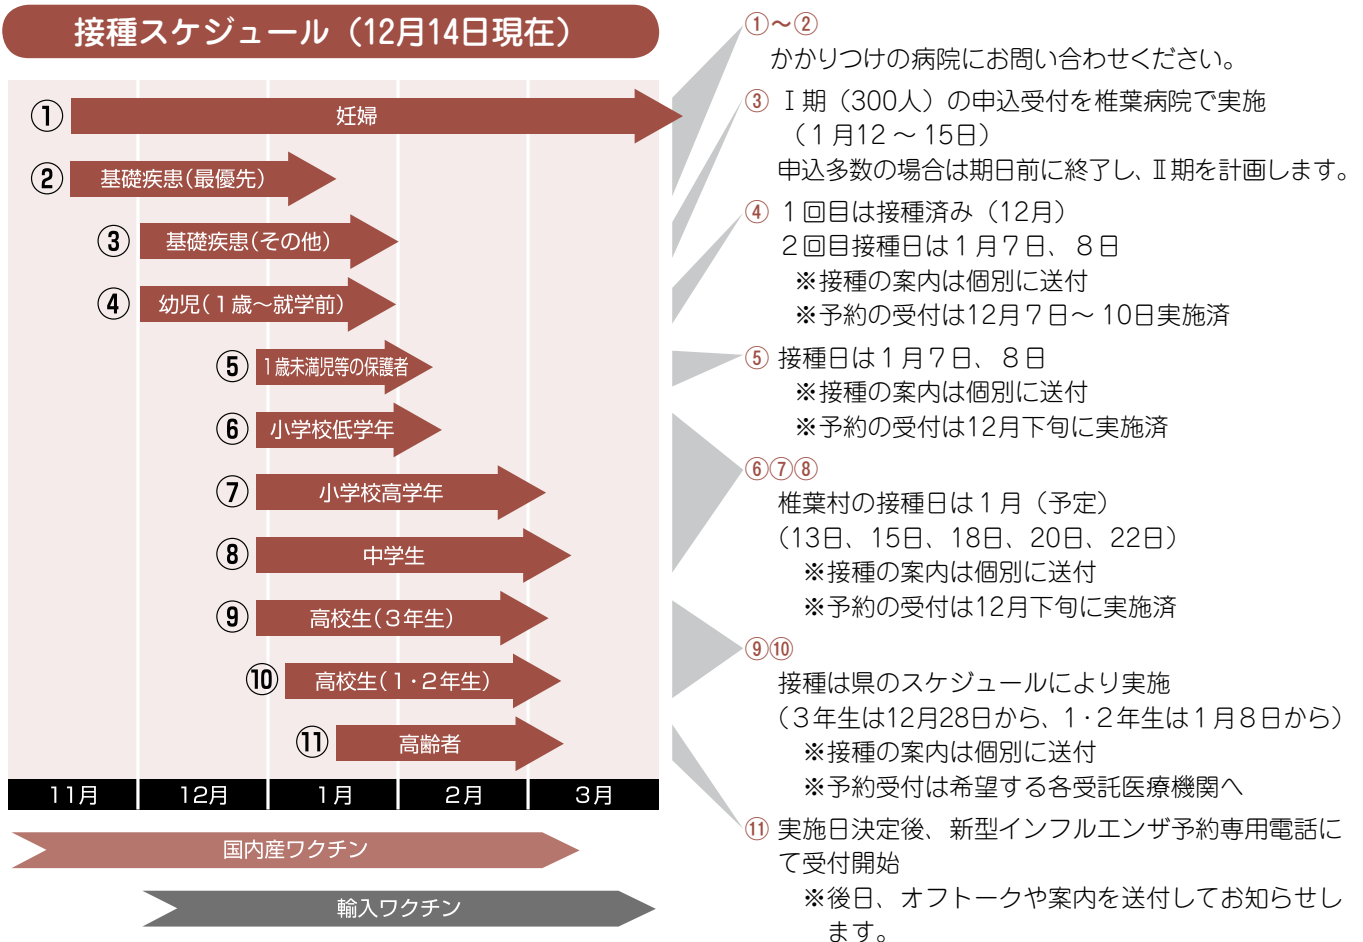 接種スケジュール（12月14日現在）
① 妊婦
② 基礎疾患（最優先）
③ 基礎疾患（その他）
④ 幼児（１歳～就学前）
⑤ １歳未満児等の保護者
⑥ 小学校低学年
⑦ 小学校高学年
⑧ 中学生
⑨ 高校生（３年生）
⑩ 高校生（１・２年生）
⑪ 高齢者
11月 12月 １月 ２月 ３月
国内産ワクチン
輸入ワクチン
①～②
かかりつけの病院にお問い合わせください。
③ Ⅰ期（300人）の申込受付を椎葉病院で実施
（１月12～15日）
申込多数の場合は期日前に終了し、Ⅱ期を計画します。
④ １回目は接種済み（12月）
２回目接種日は１月７日、８日
※接種の案内は個別に送付
※予約の受付は12月７日～10日実施済
⑤ 接種日は１月７日、８日
※接種の案内は個別に送付
※予約の受付は12月下旬に実施済
⑥⑦⑧
椎葉村の接種日は１月（予定）
（13日、15日、18日、20日、22日）
※接種の案内は個別に送付
※予約の受付は12月下旬に実施済
⑨⑩
接種は県のスケジュールにより実施
（３年生は12月28日から、１・２年生は１月８日から）
※接種の案内は個別に送付
※予約受付は希望する各受託医療機関へ
⑪ 実施日決定後、新型インフルエンザ予約専用電話に
て受付開始
※後日、オフトークや案内を送付してお知らせし
ます。